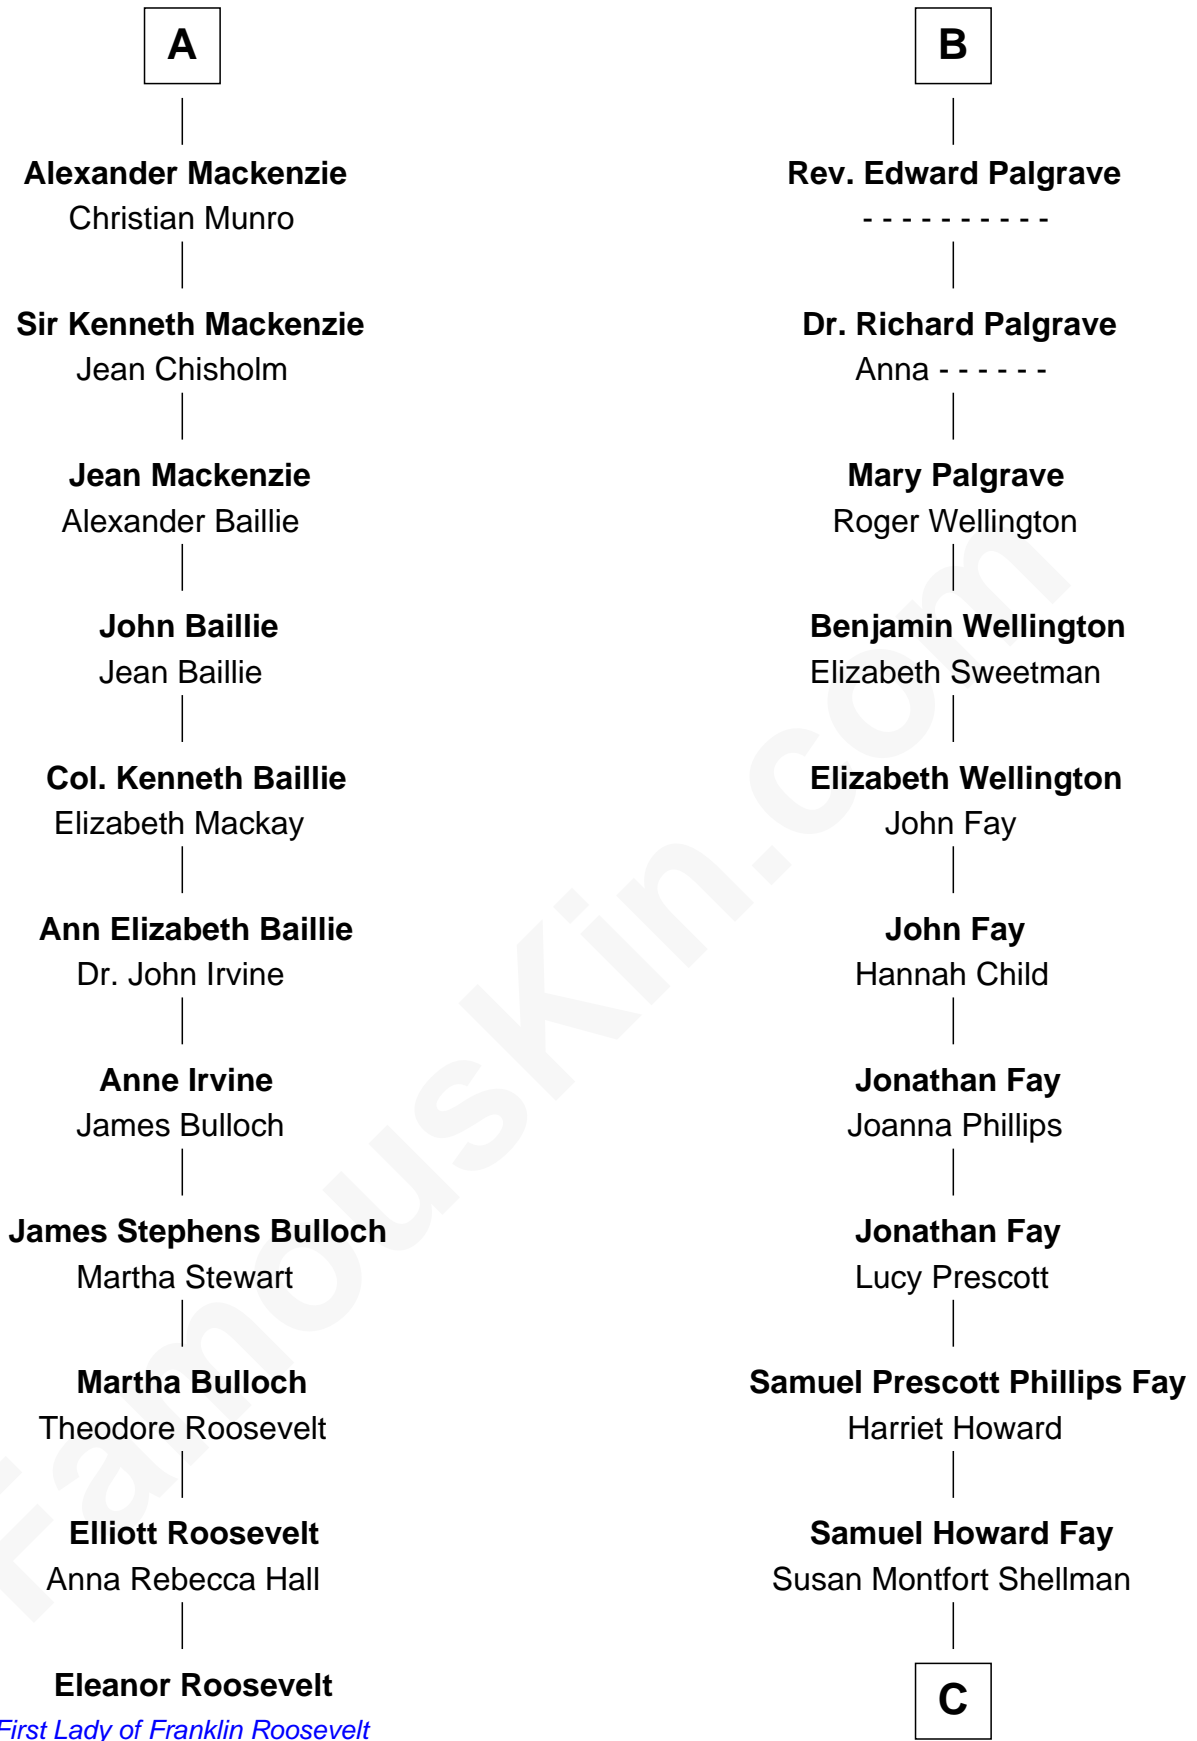 A
Alexander Mackenzie
Christian Munro
Sir Kenneth Mackenzie
Jean Chisholm
Jean Mackenzie
Alexander Baillie
John Baillie
Jean Baillie
Col. Kenneth Baillie
Elizabeth Mackay
Ann Elizabeth Baillie
Dr. John Irvine
Anne Irvine
James Bulloch
James Stephens Bulloch
Martha Stewart
Martha Bulloch
Theodore Roosevelt
Elliott Roosevelt
Anna Rebecca Hall
Eleanor Roosevelt
First Lady of Franklin Roosevelt
B
Rev. Edward Palgrave
- - - - - - - - - -
Dr. Richard Palgrave
Anna - - - - - -
Mary Palgrave
Roger Wellington
Benjamin Wellington
Elizabeth Sweetman
Elizabeth Wellington
John Fay
John Fay
Hannah Child
Jonathan Fay
Joanna Phillips
Jonathan Fay
Lucy Prescott
Samuel Prescott Phillips Fay
Harriet Howard
Samuel Howard Fay
Susan Montfort Shellman
C
FamousKin.com